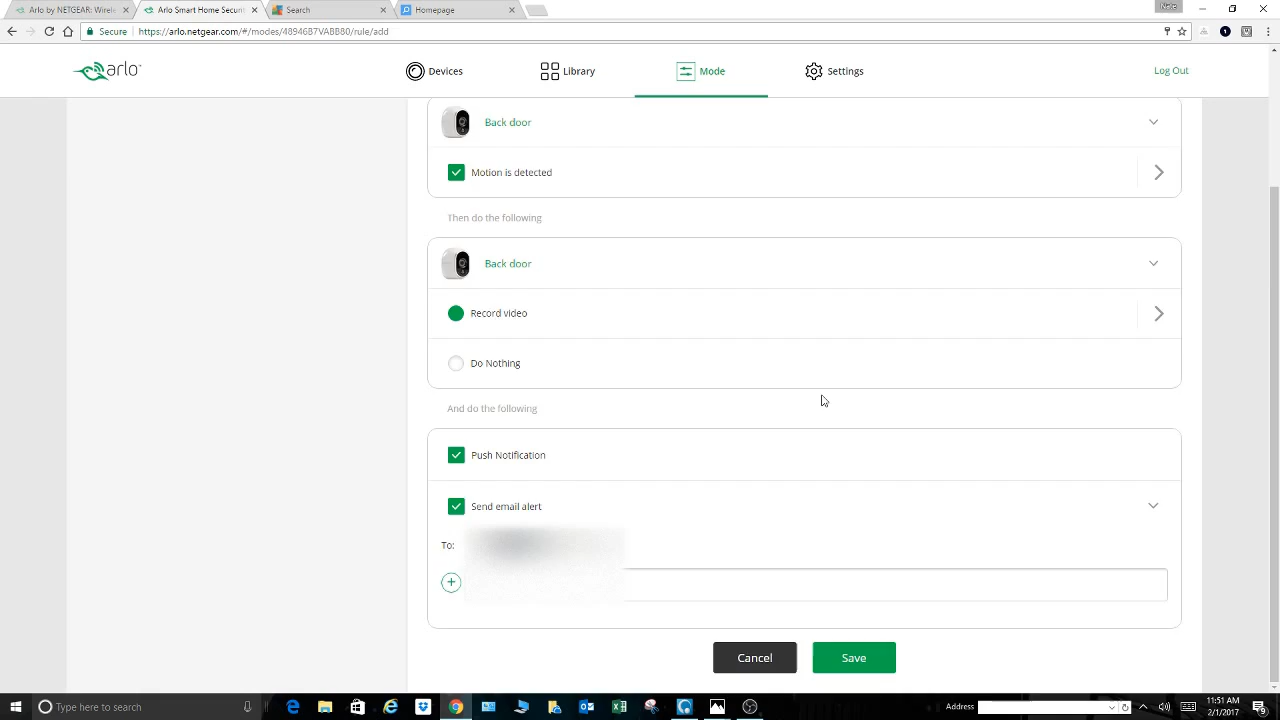 Arlo by NETGEAR: Wirele
Arlo Smart Home Securit
Search
Homepage
Secure
https://arlo.netgear.com/#/modes/48946B7VABB80/rule/add
arlo
Devices
Library
Mode
Settings
Log Out
Back door
Motion is detected
Then do the following
Back door
Record video
Do Nothing
And do the following
Push Notification
Send email alert
To:
Cancel
Save
Type here to search
Address
11:51 AM
2/1/2017